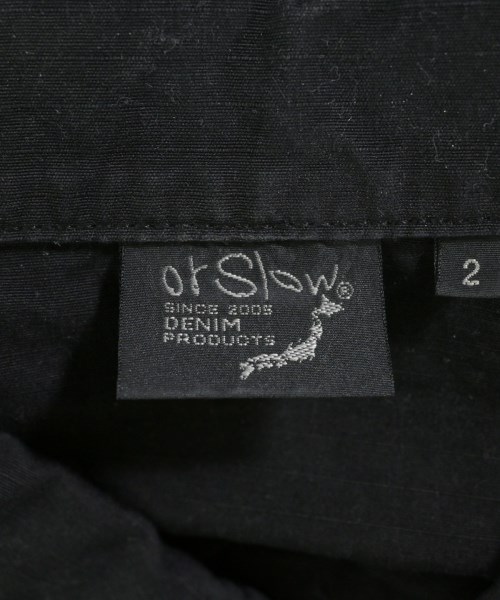 orSlow®
SINCE 2005
DENIM
PRODUCTS
2